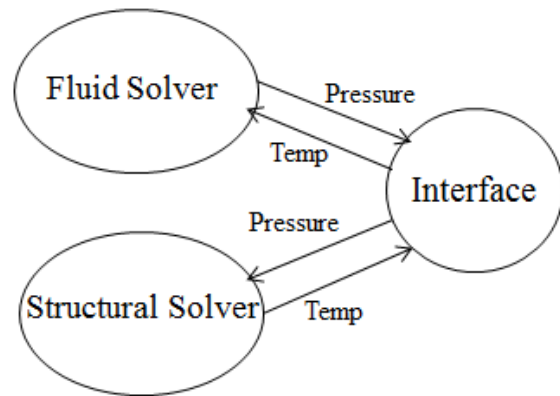 Fluid Solver
Pressure
Temp
Interface
Pressure
Structural Solver
Temp